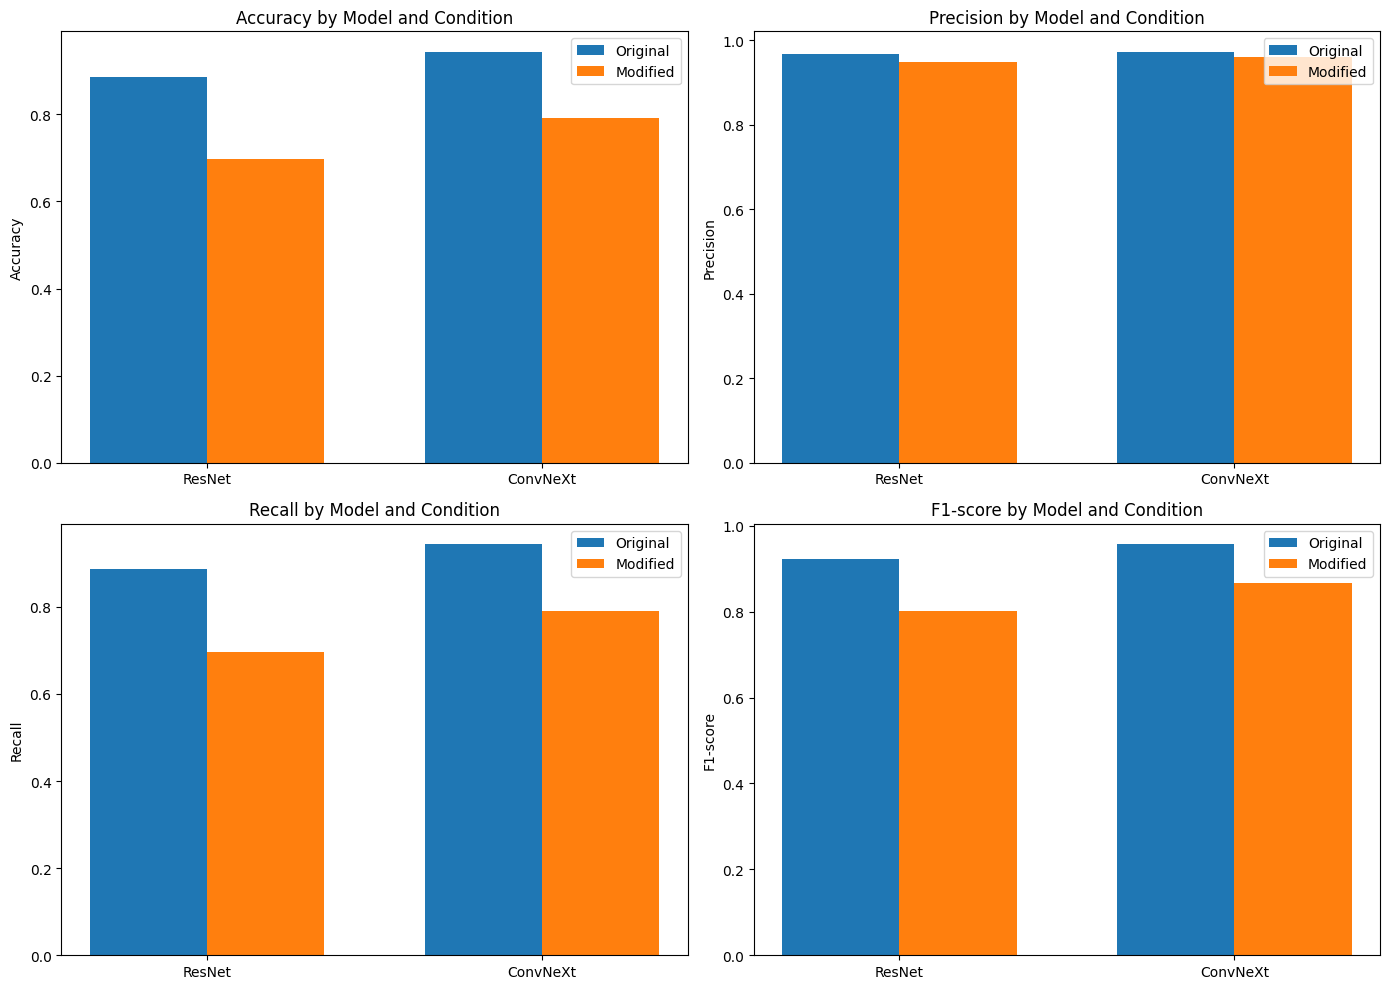 Accuracy by Model and Condition
Original
Modified
Accuracy
0.8
0.6
0.4
0.2
0.0
ResNet
ConvNeXt
Precision by Model and Condition
Original
Modified
Precision
1.0
0.8
0.6
0.4
0.2
0.0
ResNet
ConvNeXt
Recall by Model and Condition
Original
Modified
Recall
0.8
0.6
0.4
0.2
0.0
ResNet
ConvNeXt
F1-score by Model and Condition
Original
Modified
F1-score
1.0
0.8
0.6
0.4
0.2
0.0
ResNet
ConvNeXt